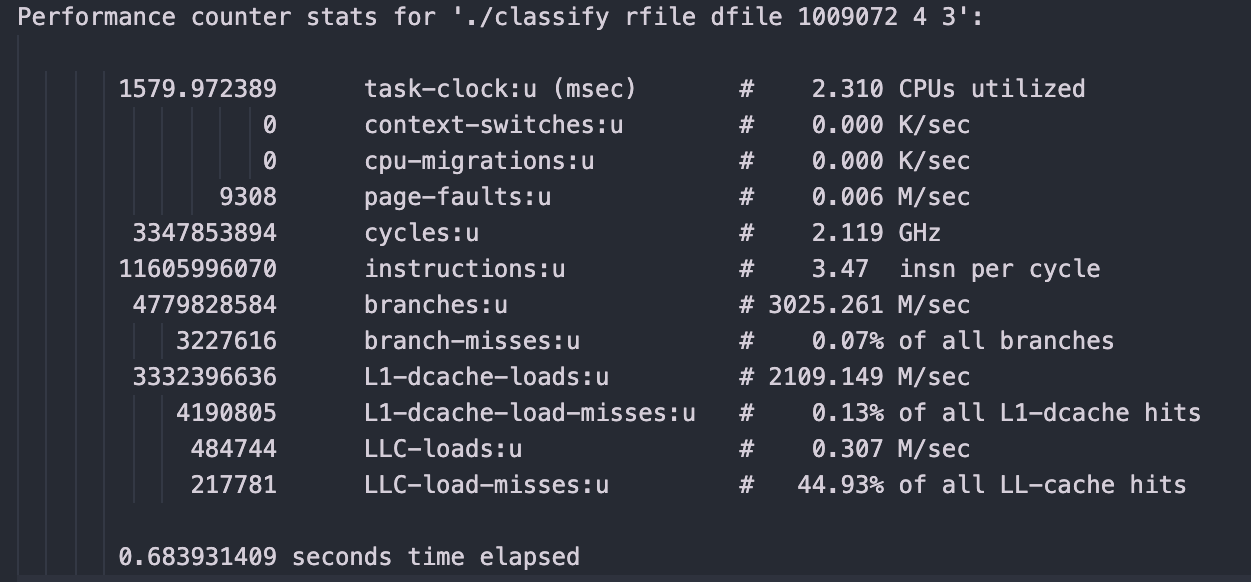 Performance counter stats for './classify rfile dfile 1009072 4 3':
1579.972389 task-clock:u (msec) # 2.310 CPUs utilized
0 context-switches:u # 0.000 K/sec
0 cpu-migrations:u # 0.000 K/sec
9308 page-faults:u # 0.006 M/sec
3347853894 cycles:u # 2.119 GHz
11605996070 instructions:u # 3.47 insn per cycle
4779828584 branches:u # 3025.261 M/sec
3227616 branch-misses:u # 0.07% of all branches
3332396636 L1-dcache-loads:u # 2109.149 M/sec
4190805 L1-dcache-load-misses:u # 0.13% of all L1-dcache hits
484744 LLC-loads:u # 0.307 M/sec
217781 LLC-load-misses:u # 44.93% of all LL-cache hits
0.683931409 seconds time elapsed